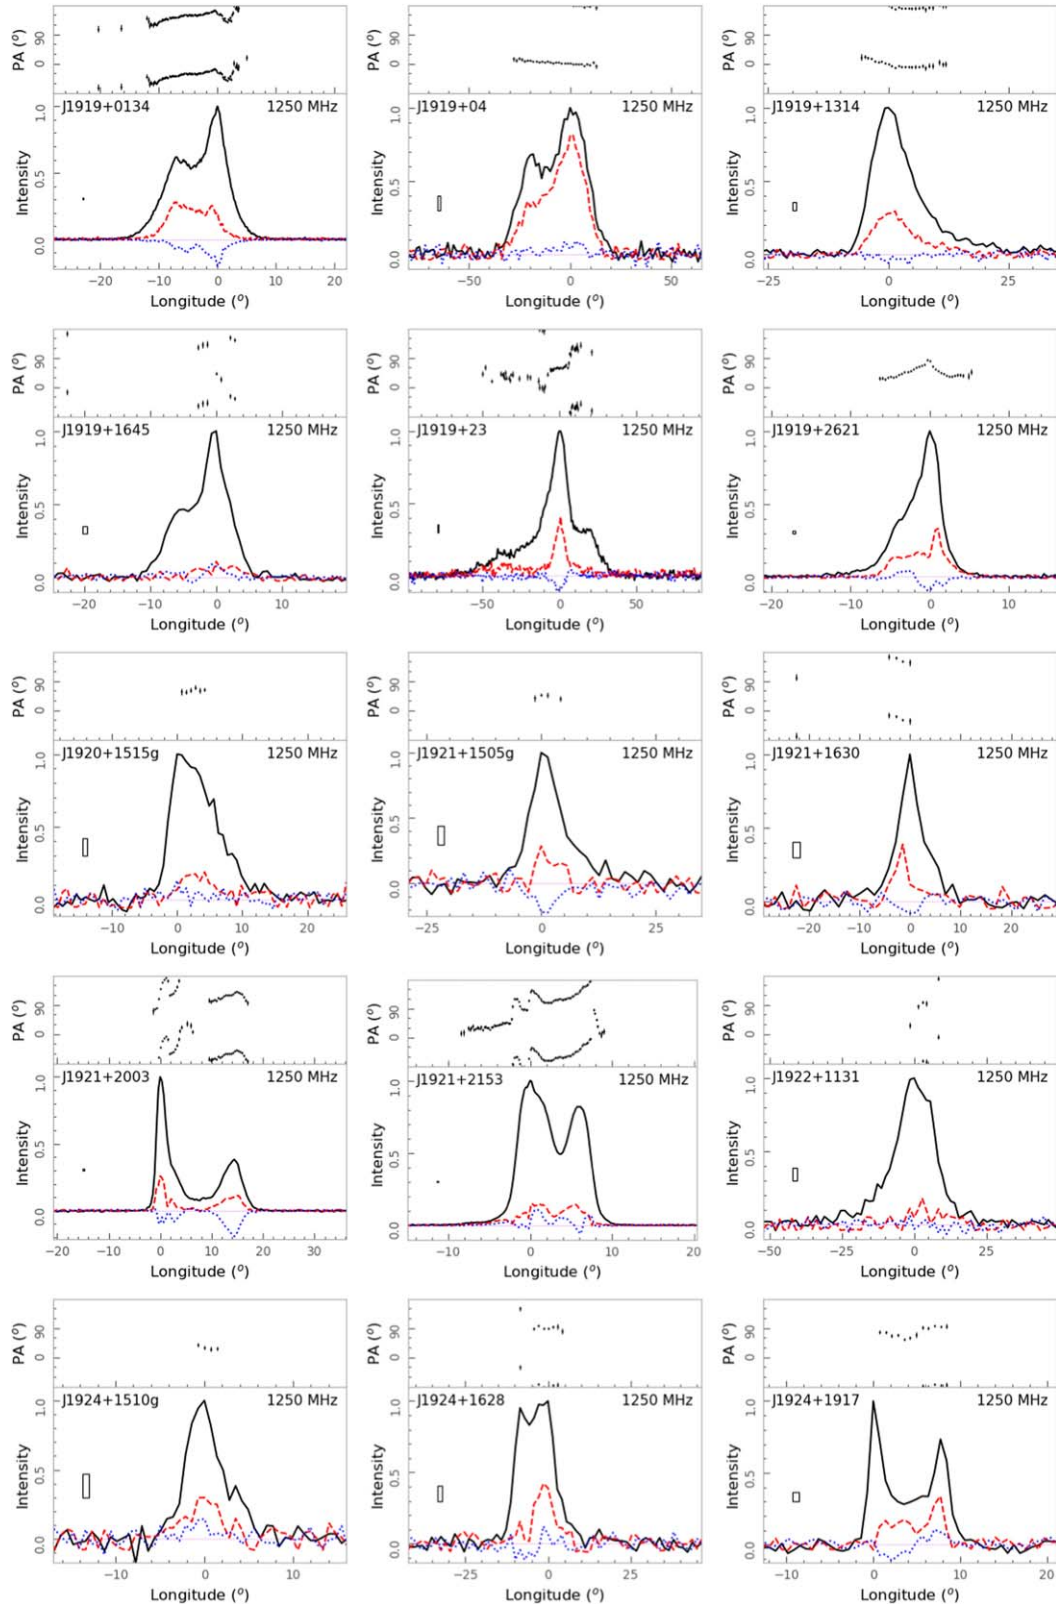 PA (°) 90 0 PA (°) 90 0 PA (°) 90 0
J1919+0134 1250 MHz J1919+04 1250 MHz J1919+1314 1250 MHz
Intensity 1.0 0.5 0.0 Intensity 1.0 0.5 0.0 Intensity 1.0 0.5 0.0
−20 −10 0 10 20 −50 0 50 −25 0 25
Longitude (°) Longitude (°) Longitude (°)
PA (°) 90 0 PA (°) 90 0 PA (°) 90 0
J1919+1645 1250 MHz J1919+23 1250 MHz J1919+2621 1250 MHz
Intensity 1.0 0.5 0.0 Intensity 1.0 0.5 0.0 Intensity 1.0 0.5 0.0
−20 −10 0 10 −50 0 50 −20 −10 0 10
Longitude (°) Longitude (°) Longitude (°)
PA (°) 90 0 PA (°) 90 0 PA (°) 90 0
J1920+1515g 1250 MHz J1921+1505g 1250 MHz J1921+1630 1250 MHz
Intensity 1.0 0.5 0.0 Intensity 1.0 0.5 0.0 Intensity 1.0 0.5 0.0
−10 0 10 20 −25 0 25 −20 −10 0 10 20
Longitude (°) Longitude (°) Longitude (°)
PA (°) 90 0 PA (°) 90 0 PA (°) 90 0
J1921+2003 1250 MHz J1921+2153 1250 MHz J1922+1131 1250 MHz
Intensity 1.0 0.5 0.0 Intensity 1.0 0.5 0.0 Intensity 1.0 0.5 0.0
−20 −10 0 10 20 30 −10 0 10 20 −50 −25 0 25
Longitude (°) Longitude (°) Longitude (°)
PA (°) 90 0 PA (°) 90 0 PA (°) 90 0
J1924+1510g 1250 MHz J1924+1628 1250 MHz J1924+1917 1250 MHz
Intensity 1.0 0.5 0.0 Intensity 1.0 0.5 0.0 Intensity 1.0 0.5 0.0
−10 0 10 −25 0 25 −10 0 10 20
Longitude (°) Longitude (°) Longitude (°)